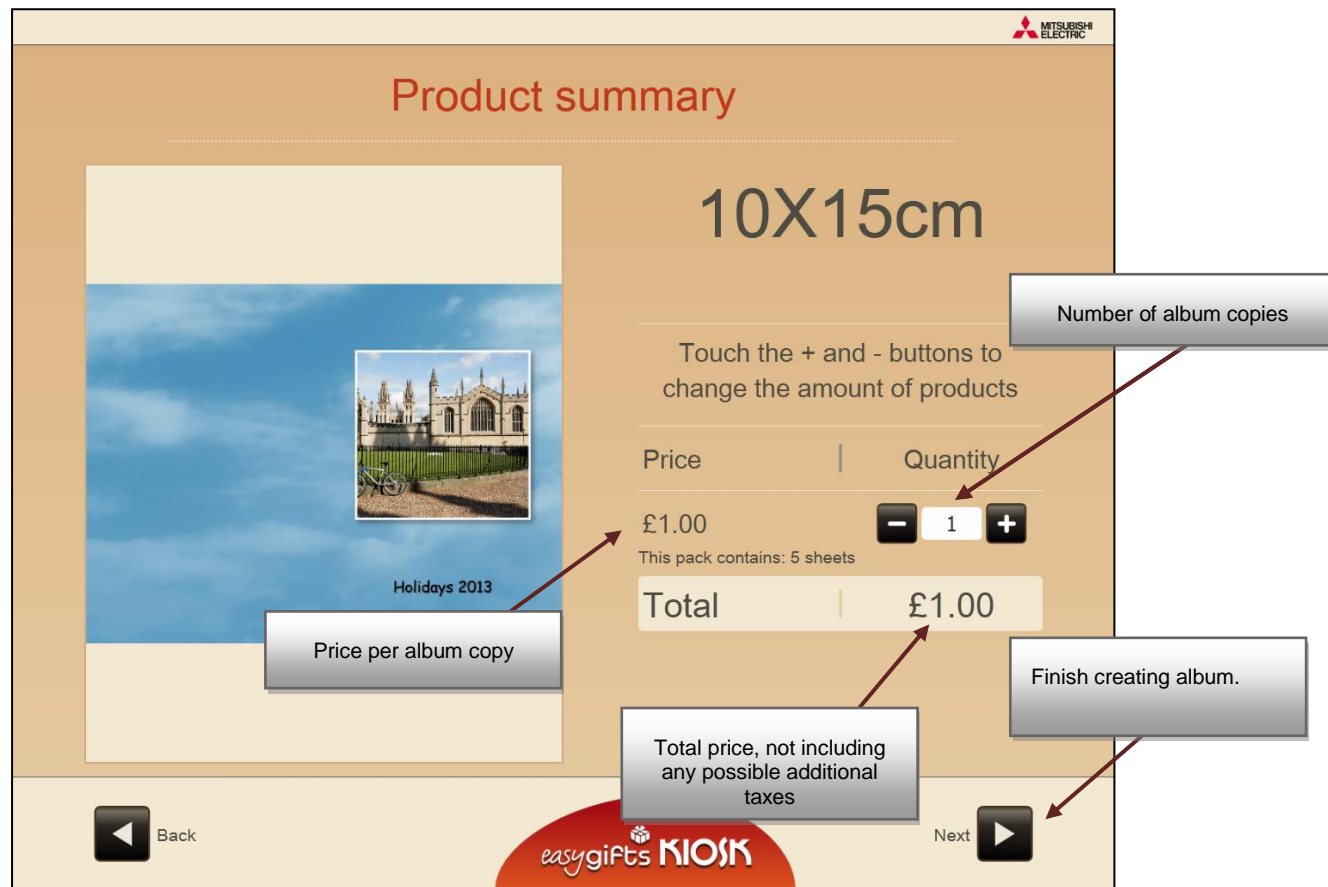 MITSUBISHI
ELECTRIC
Product summary
10X15cm
Number of album copies
Touch the + and - buttons to
change the amount of products
Price | Quantity
£1.00
1
This pack contains: 5 sheets
Holidays 2013
Total £1.00
Price per album copy
Finish creating album.
Total price, not including
any possible additional
taxes
Back
easygifts KIOSK
Next